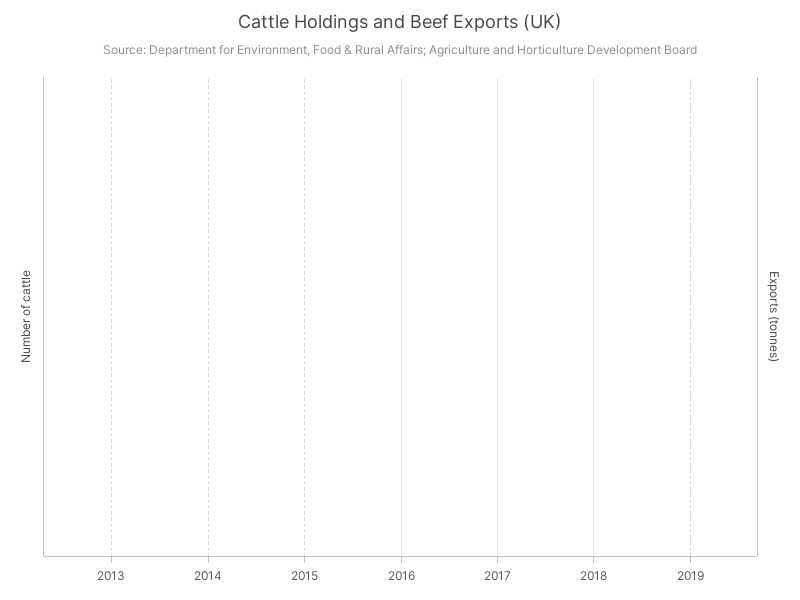 Cattle Holdings and Beef Exports (UK)
Source: Department for Environment, Food & Rural Affairs; Agriculture and Horticulture Development Board
Number of cattle
Exports (tonnes)
2013 2014 2015 2016 2017 2018 2019